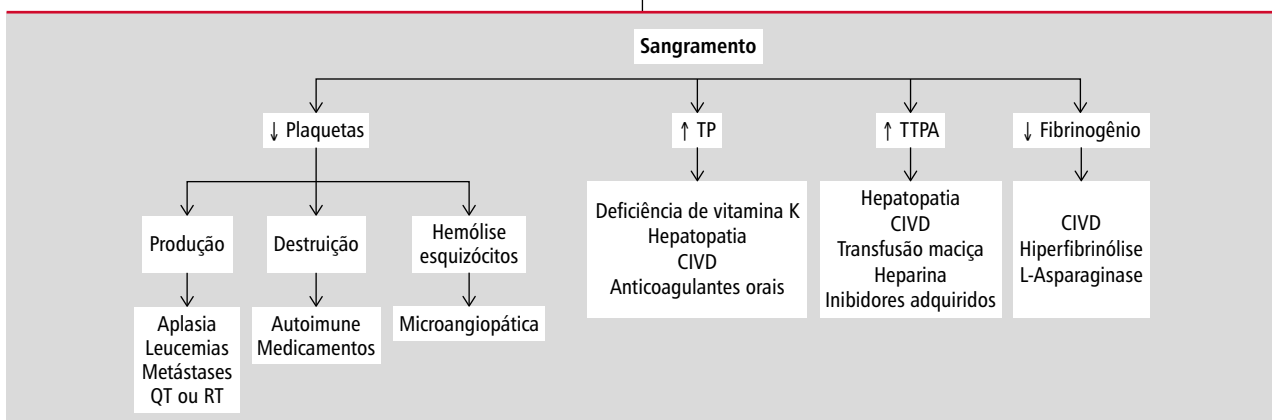 Sangramento
↓ Plaquetas
↑ TP
↑ TTPA
↓ Fibrinogênio
Produção
Destruição
Hemólise
esquizócitos
Aplasia
Leucemias
Metástases
QT ou RT
Autoimune
Medicamentos
Microangiopática
Deficiência de vitamina K
Hepatopatia
CIVD
Anticoagulantes orais
Hepatopatia
CIVD
Transfusão maciça
Heparina
Inibidores adquiridos
CIVD
Hiperfibrinólise
L-Asparaginase